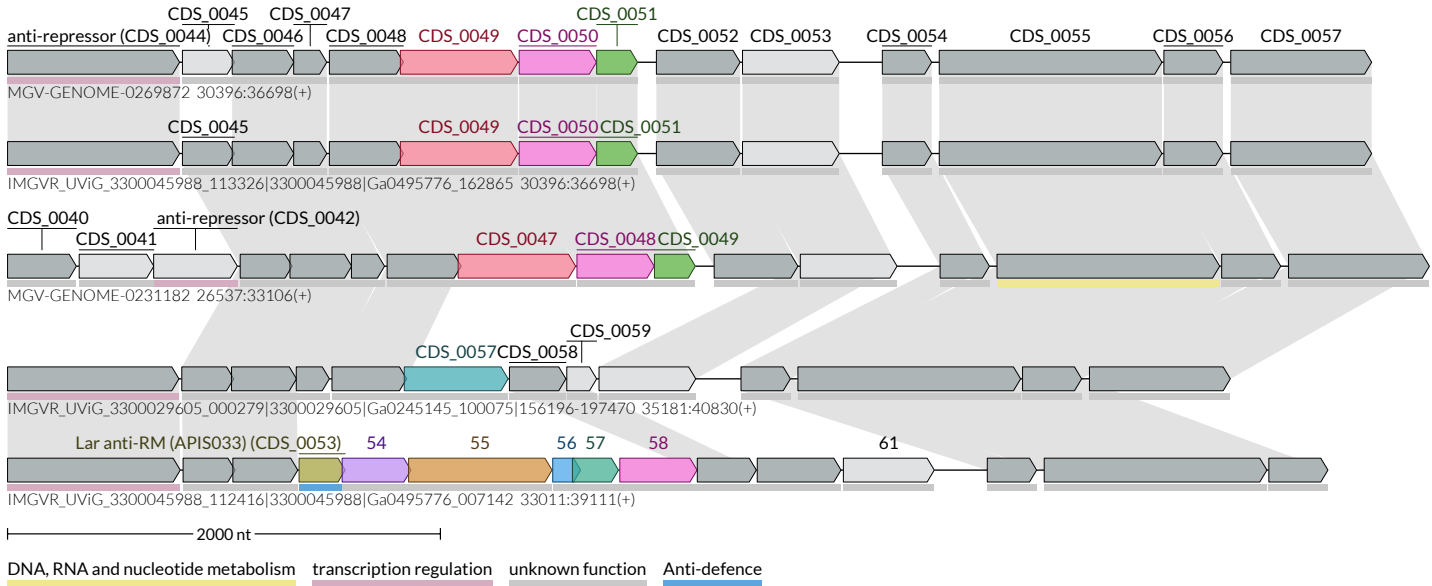 CDS_0045 CDS_0047 CDS_0051
anti-repressor (CDS_0044) CDS_0046 CDS_0048 CDS_0049 CDS_0050 CDS_0052 CDS_0053 CDS_0054 CDS_0055 CDS_0056 CDS_0057
MGV-GENOME-0269872 30396:36698(+)
CDS_0045 CDS_0049 CDS_0050 CDS_0051
IMGVR_UViG_3300045988_113326|3300045988|Ga0495776_162865 30396:36698(+)
CDS_0040 anti-repressor (CDS_0042)
CDS_0041 CDS_0047 CDS_0048 CDS_0049
MGV-GENOME-0231182 26537:33106(+)
CDS_0059
CDS_0057 CDS_0058
IMGVR_UViG_3300029605_000279|3300029605|Ga0245145_100075|156196-197470 35181:40830(+)
Lar anti-RM (APIS033) (CDS_0053) 54 55 56 57 58 61
IMGVR_UViG_3300045988_112416|3300045988|Ga0495776_007142 33011:39111(+)
2000 nt
DNA, RNA and nucleotide metabolism transcription regulation unknown function Anti-defence